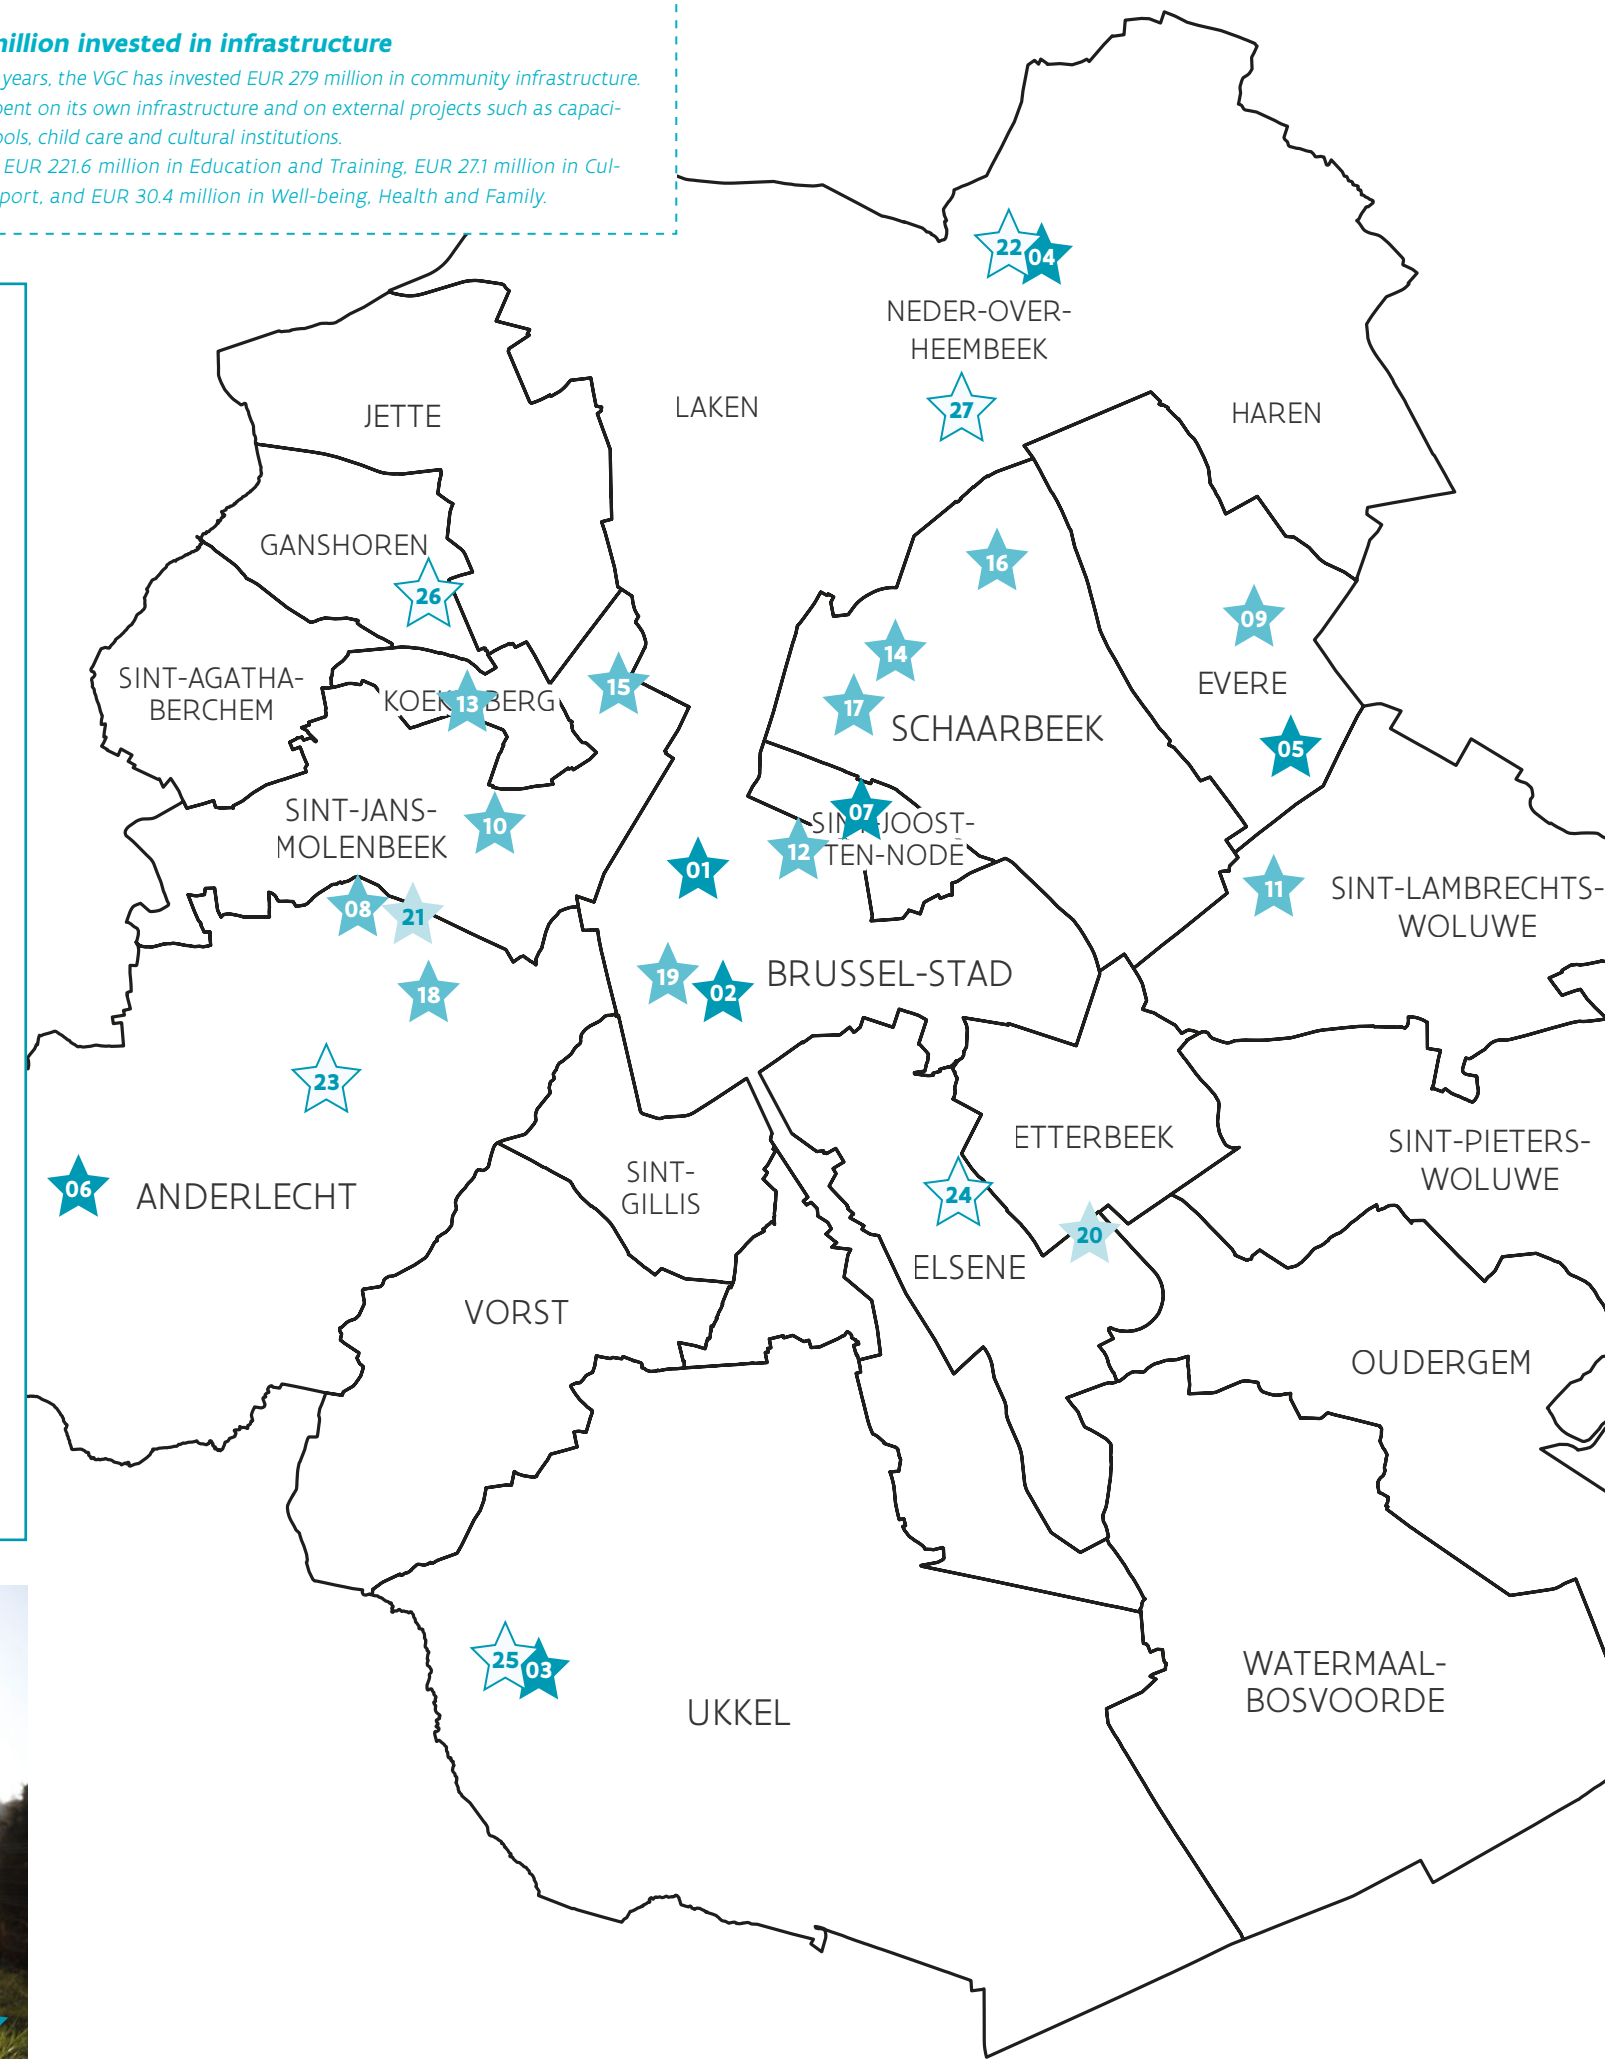 million invested in infrastructure
years, the VGC has invested EUR 279 million in community infrastructure.
pent on its own infrastructure and on external projects such as capaci-
ools, child care and cultural institutions.
EUR 221.6 million in Education and Training, EUR 27.1 million in Cul-
port, and EUR 30.4 million in Well-being, Health and Family.
22
04
NEDER-OVER-
HEEMBEEK
27
JETTE
LAKEN
HAREN
GANSHOREN
26
16
09
14
SINT-AGATHA-
BERCHEM
KOEK
13
BERG
15
17
SCHAARBEEK
EVERE
05
SINT-JANS-
MOLENBEEK
10
07
SINT-JOOST-
TEN-NODE
12
01
11
SINT-LAMBRECHTS-
WOLUWE
08
21
18
19
02
BRUSSEL-STAD
23
ETTERBEEK
SINT-PIETERS-
WOLUWE
06
ANDERLECHT
SINT-
GILLIS
24
20
ELSENE
VORST
OUDERGEM
25
03
UKKEL
WATERMAAL-
BOSVOORDE